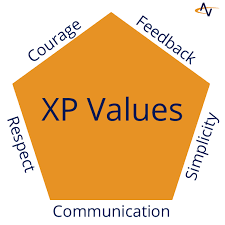 Courage
Feedback
XP Values
Respect
Simplicity
Communication